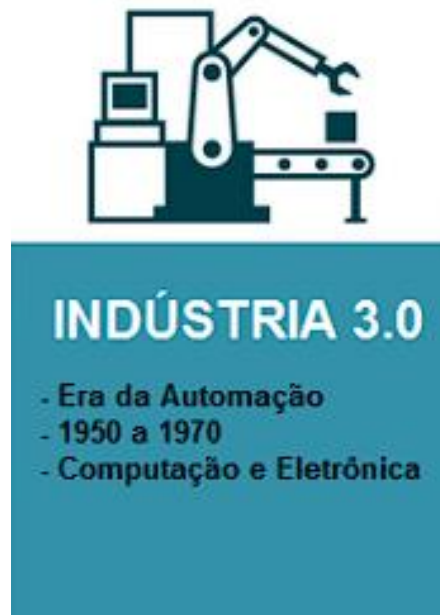 INDÚSTRIA 3.0
- Era da Automação
- 1950 a 1970
- Computação e Eletrônica